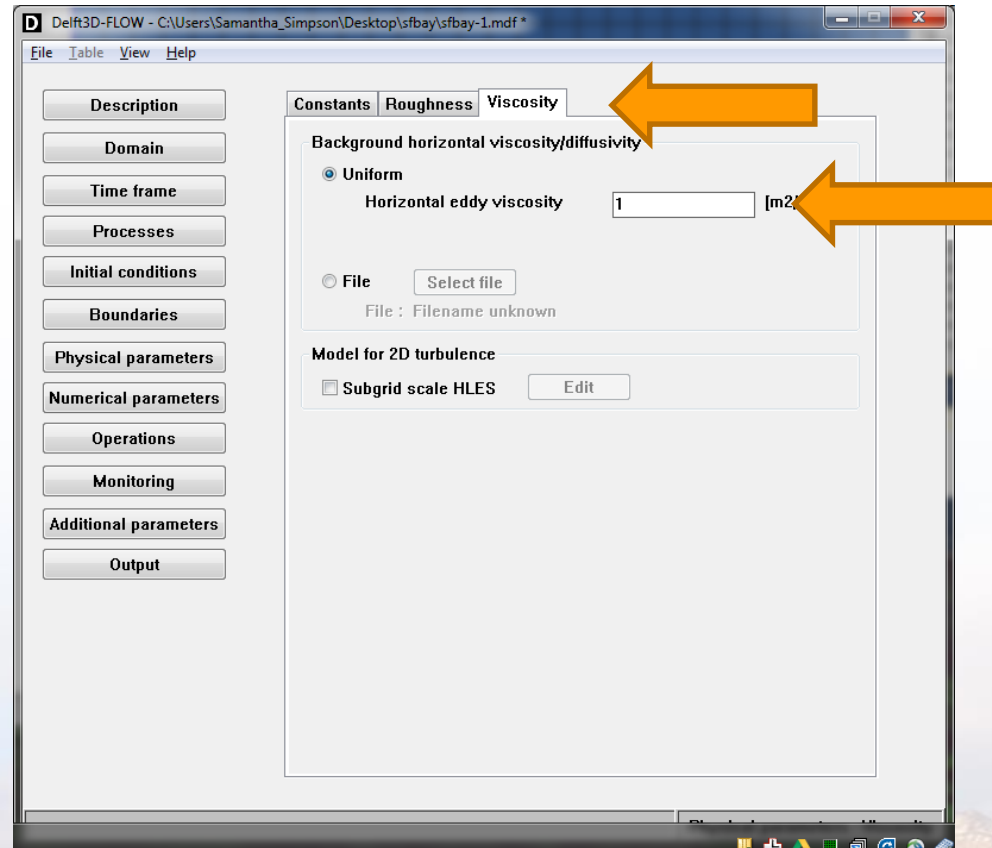 D Delft3D-FLOW - C:\Users\Samantha_Simpson\Desktop\sfbay\sfbay-1.mdf *
File Table View Help
Description
Domain
Time frame
Processes
Initial conditions
Boundaries
Physical parameters
Numerical parameters
Operations
Monitoring
Additional parameters
Output
Constants Roughness Viscosity
Background horizontal viscosity/diffusivity
Uniform
Horizontal eddy viscosity 1 [m2/
File Select file
File : Filename unknown
Model for 2D turbulence
Subgrid scale HLES Edit